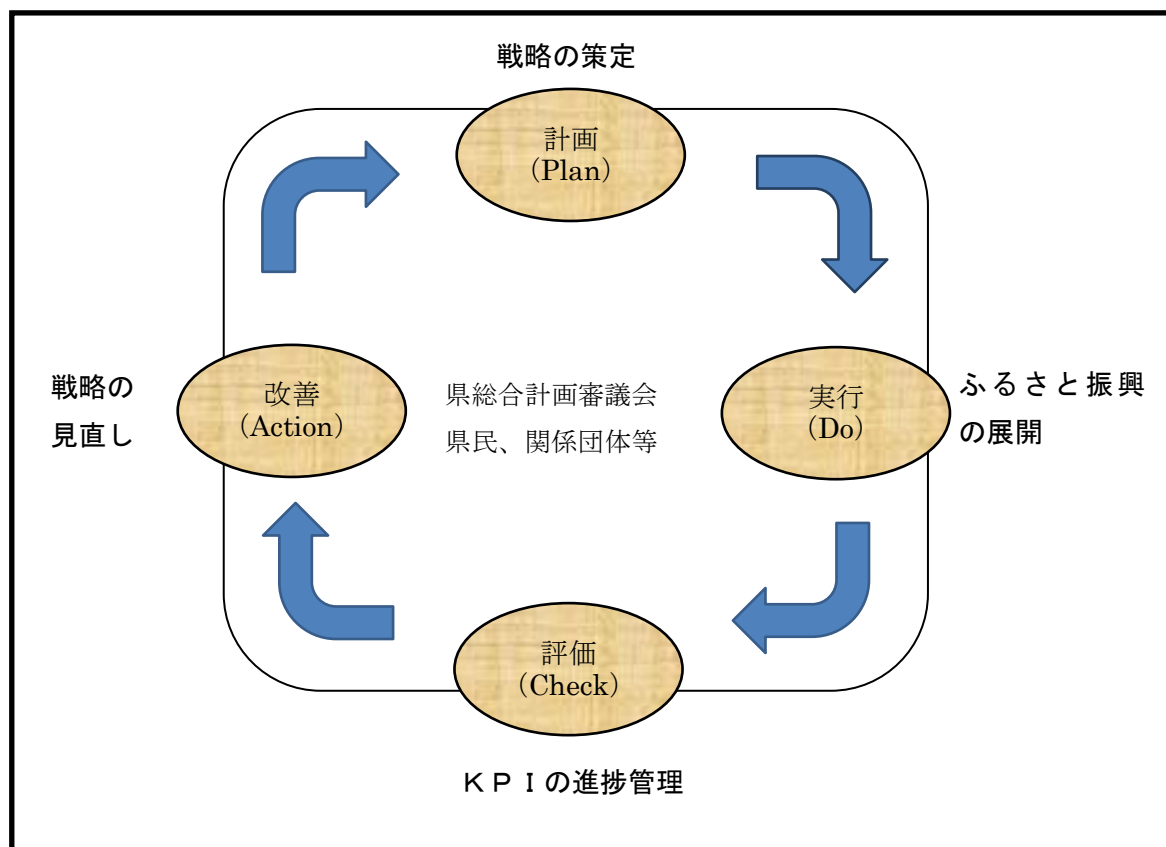 戦略の策定
計画
（Plan）
戦略の
見直し
改善
（Action）
県総合計画審議会
県民、関係団体等
実行
（Do）
ふるさと振興
の展開
評価
（Check）
ＫＰＩの進捗管理